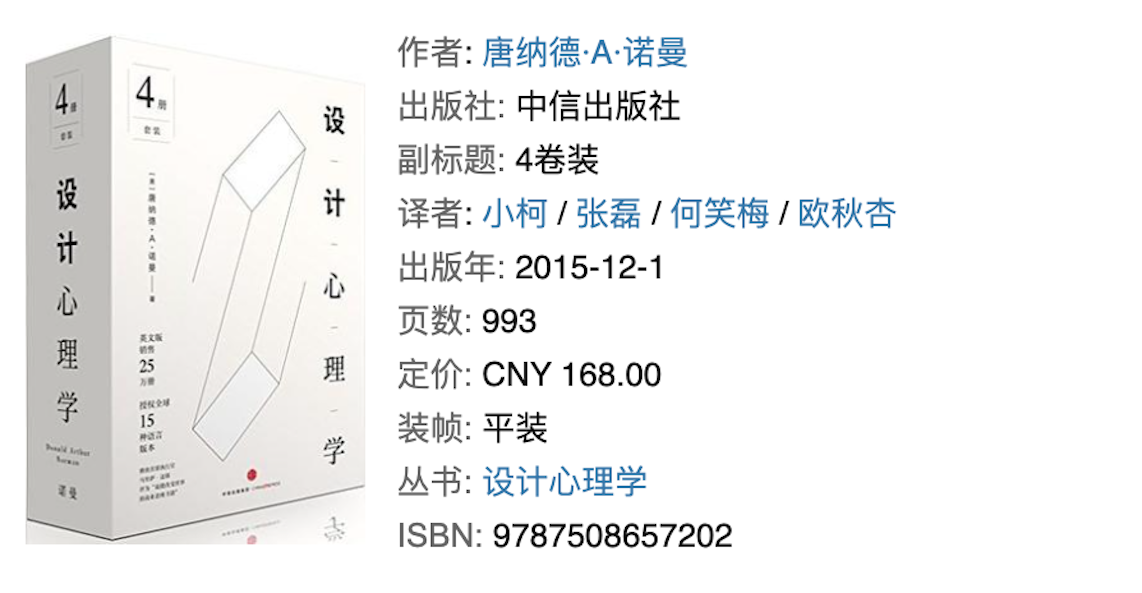 4册
套装
设计心理学
Donald Arthur
Norman
诺曼
4册
套装
[美]唐纳德·A·诺曼——著
英文版
销售
25
万册
授权全球
15
种语言
版本
设计心理学
作者: 唐纳德·A·诺曼
出版社: 中信出版社
副标题: 4卷装
译者: 小柯 / 张磊 / 何笑梅 / 欧秋杏
出版年: 2015-12-1
页数: 993
定价: CNY 168.00
装帧: 平装
丛书: 设计心理学
ISBN: 9787508657202